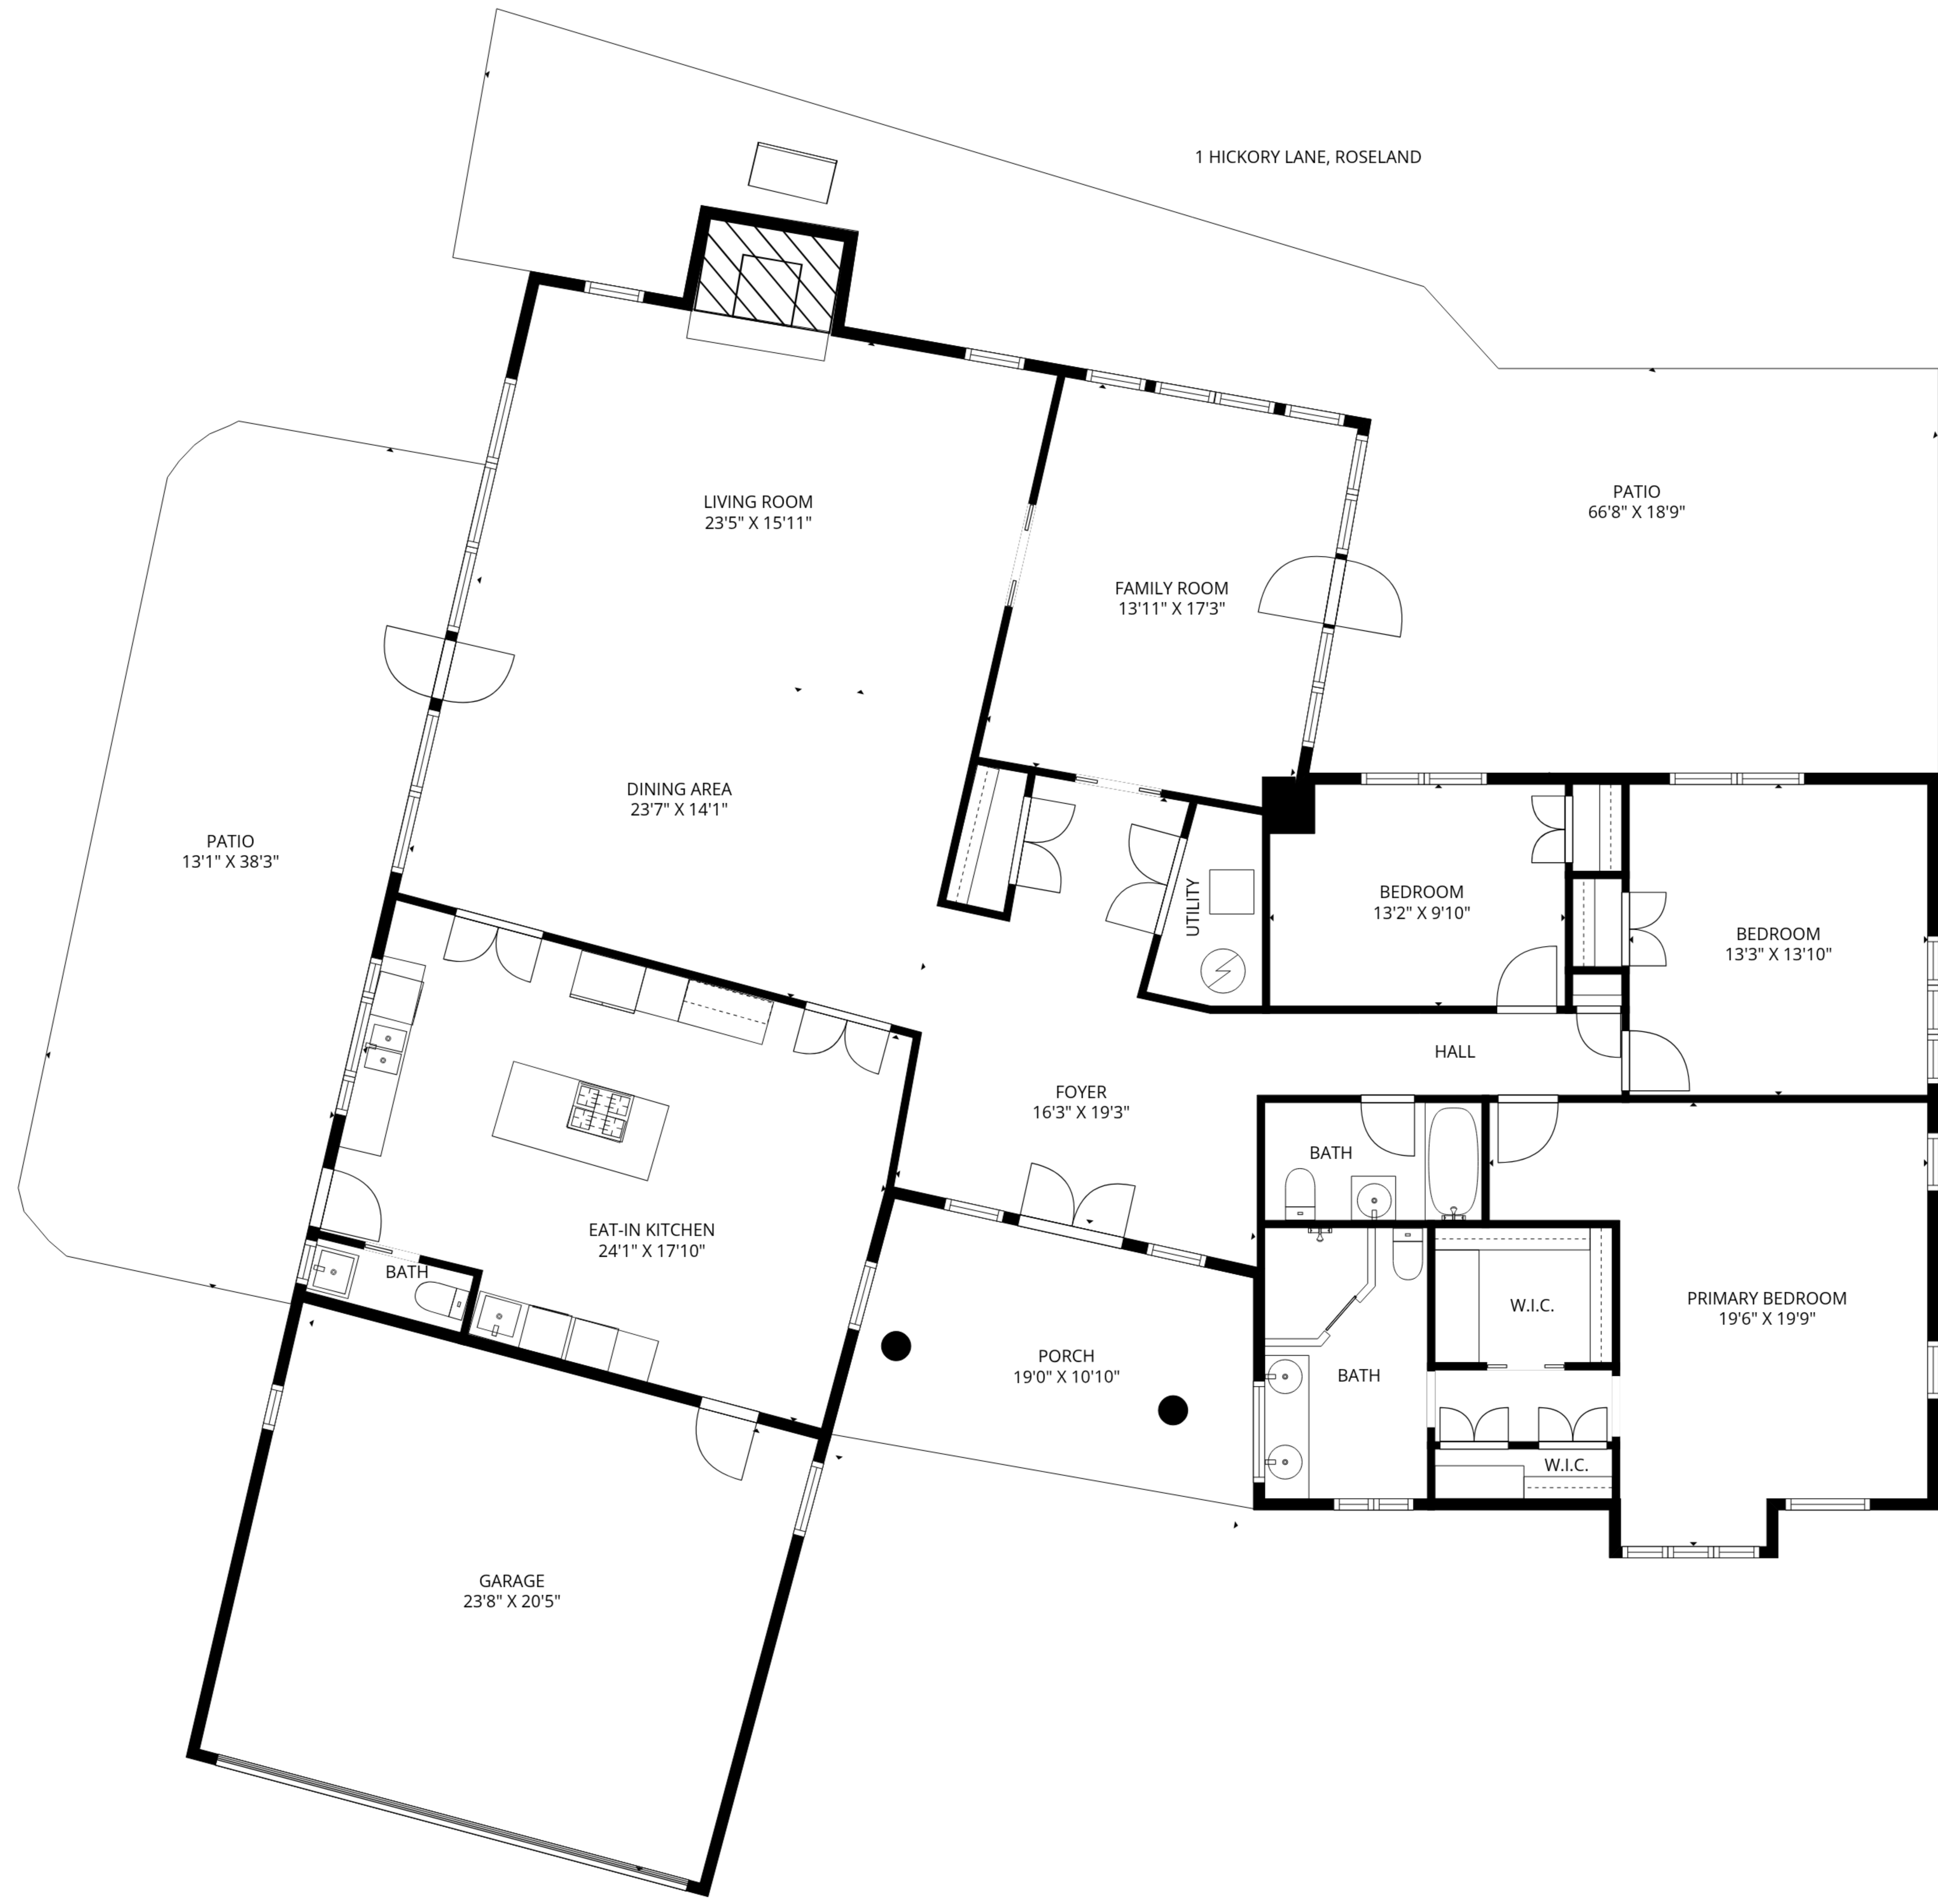 1 HICKORY LANE, ROSELAND
LIVING ROOM
23'5" X 15'11"
PATIO
66'8" X 18'9"
FAMILY ROOM
13'11" X 17'3"
DINING AREA
23'7" X 14'1"
PATIO
13'1" X 38'3"
UTILITY
BEDROOM
13'2" X 9'10"
BEDROOM
13'3" X 13'10"
HALL
FOYER
16'3" X 19'3"
BATH
EAT-IN KITCHEN
24'1" X 17'10"
BATH
W.I.C.
PRIMARY BEDROOM
19'6" X 19'9"
PORCH
19'0" X 10'10"
BATH
W.I.C.
GARAGE
23'8" X 20'5"